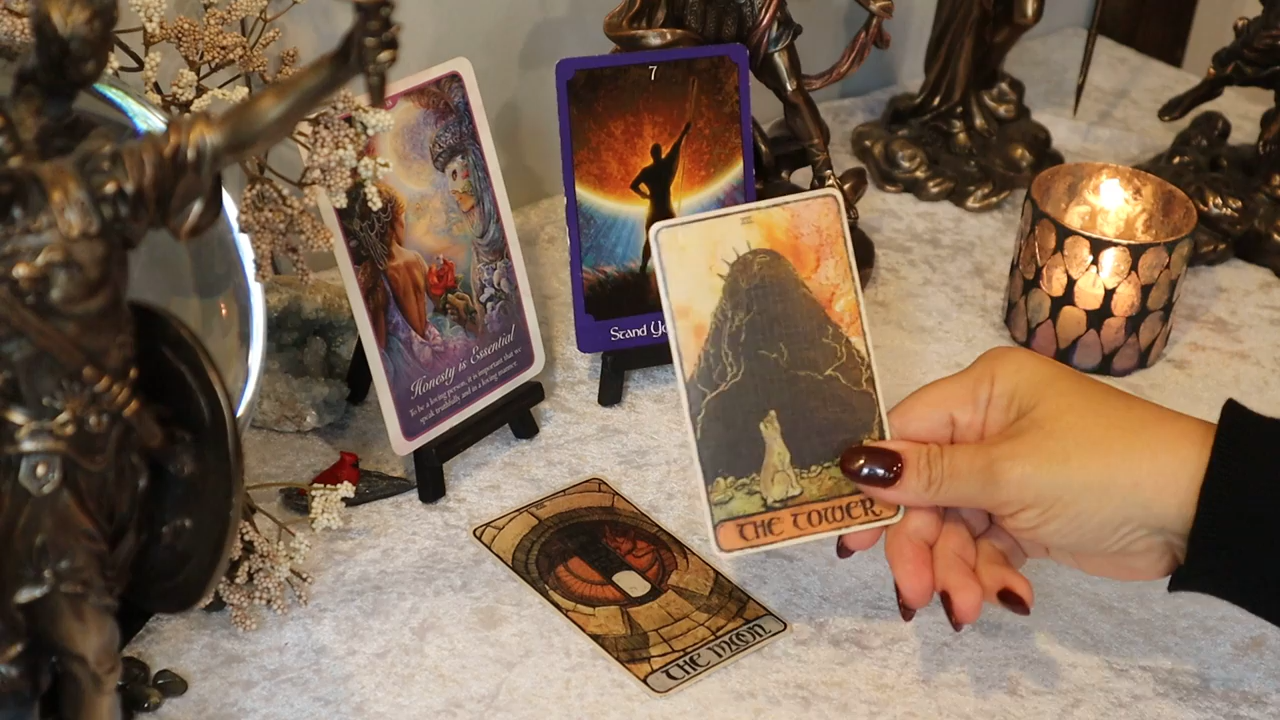 7
Stand Yo
Honesty is Essential
To be a loving person, it is important that we
speak truthfully and in a loving manner.
THE TOWER
THE MOON